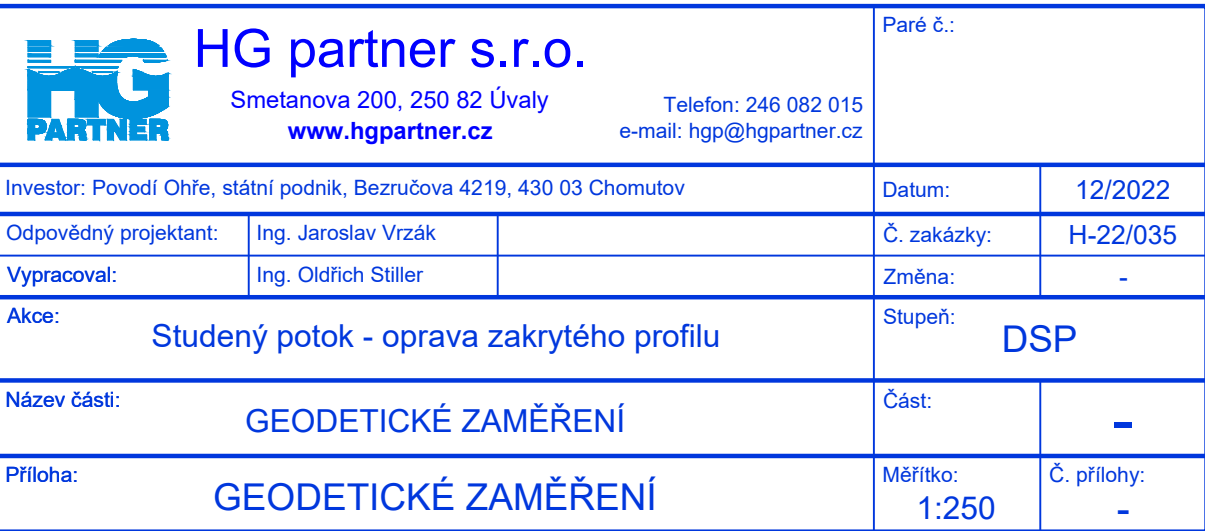 HG
PARTNER
HG partner s.r.o.
Smetanova 200, 250 82 Úvaly
www.hgpartner.cz
Telefon: 246 082 015
e-mail: hgp@hgpartner.cz
Paré č.:
Investor: Povodí Ohře, státní podnik, Bezručova 4219, 430 03 Chomutov
Datum: 12/2022
Odpovědný projektant: Ing. Jaroslav Vrzák
Č. zakázky: H-22/035
Vypracoval: Ing. Oldřich Stiller
Změna: -
Akce: Studený potok - oprava zakrytého profilu
Stupeň: DSP
Název části: GEODETICKÉ ZAMĚŘENÍ
Část: -
Příloha: GEODETICKÉ ZAMĚŘENÍ
Měřítko: 1:250
Č. přílohy: -